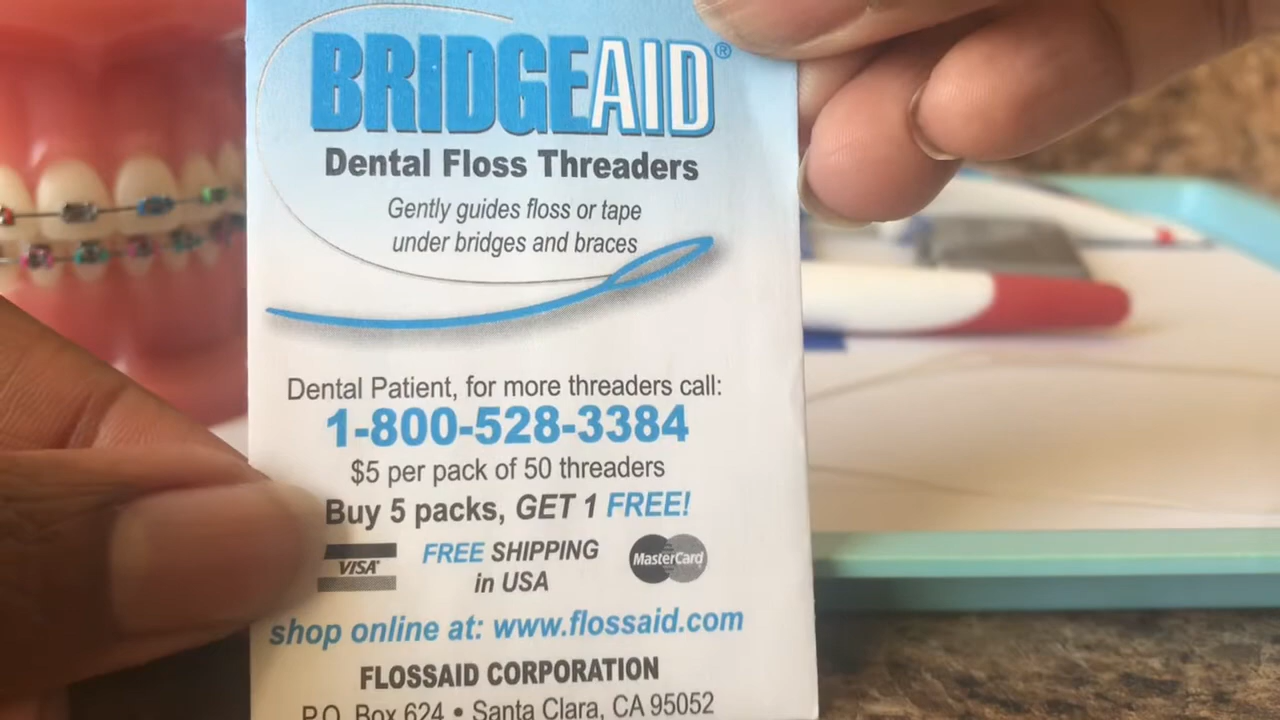 BRIDGEAID®
Dental Floss Threaders
Gently guides floss or tape
under bridges and braces
Dental Patient, for more threaders call:
1-800-528-3384
$5 per pack of 50 threaders
Buy 5 packs, GET 1 FREE!
VISA FREE SHIPPING MasterCard
in USA
shop online at: www.flossaid.com
FLOSSAID CORPORATION
P.O. Box 624 • Santa Clara, CA 95052